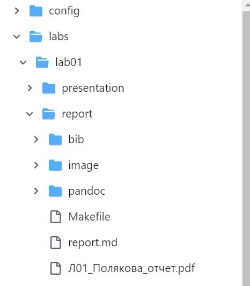 config
labs
lab01
presentation
report
bib
image
pandoc
Makefile
report.md
Л01_Полякова_отчет.pdf